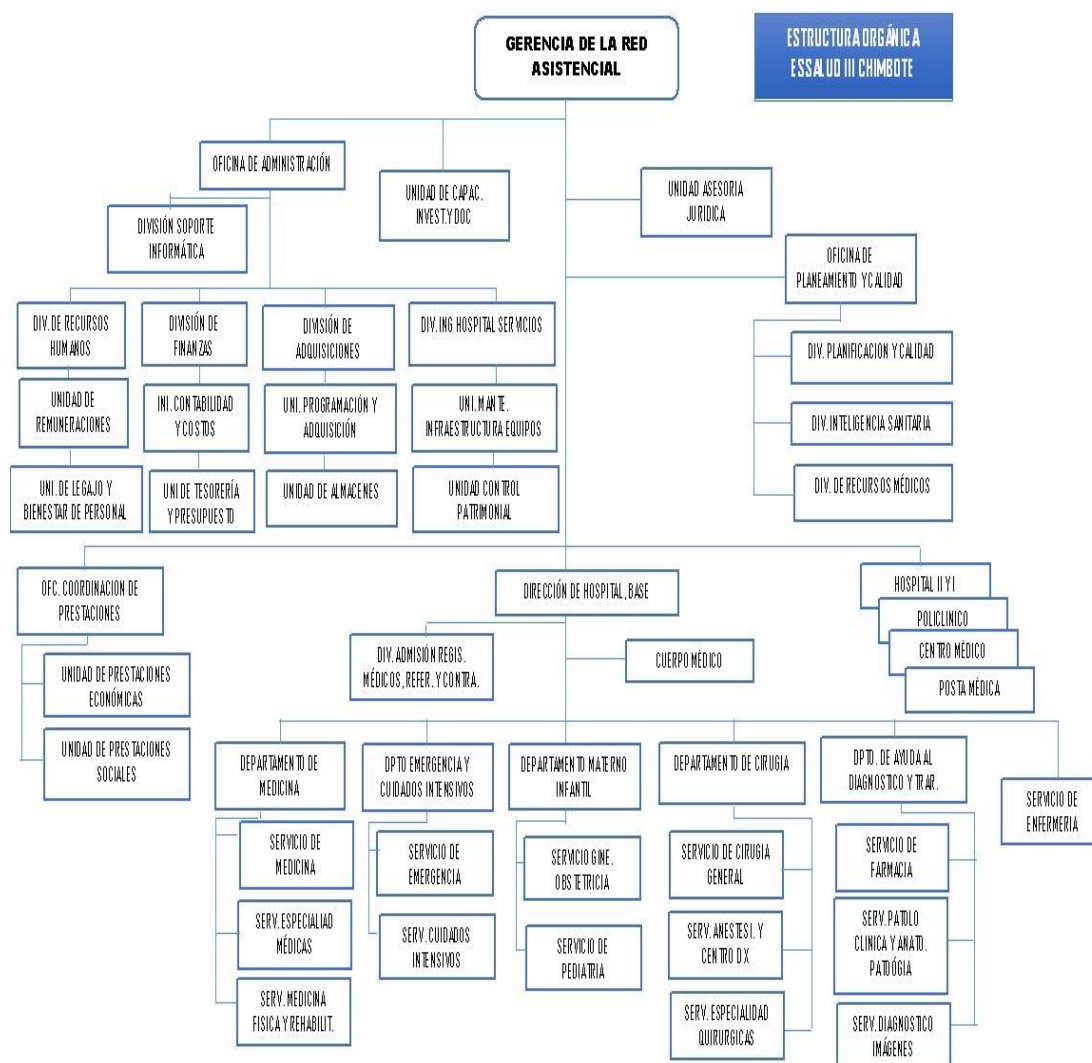 GERENCIA DE LA RED
ASISTENCIAL
ESTRUCTURA ORGÁNICA
ESSALUD III CHIMBOTE
OFICINA DE ADMINISTRACIÓN
UNIDAD DE CAPAC.
INVEST.Y DOC
UNIDAD ASESORIA
JURIDICA
DIVISIÓN SOPORTE
INFORMÁTICA
OFICINA DE
PLANEAMIENTO Y CALIDAD
DIV. DE RECURSOS
HUMANOS
DIVISIÓN DE
FINANZAS
DIVISIÓN DE
ADQUISICIONES
DIV. ING HOSPITAL SERVICIOS
DIV. PLANIFICACION Y CALIDAD
UNIDAD DE
REMUNERACIONES
INI. CONTABILIDAD
Y COSTOS
UNI. PROGRAMACIÓN Y
ADQUISICIÓN
UNI. MANTE.
INFRAESTRUCTURA EQUIPOS
DIV. INTELIGENCIA SANITARIA
UNI. DE LEGAJO Y
BIENESTAR DE PERSONAL
UNI DE TESORERÍA
Y PRESUPUESTO
UNIDAD DE ALMACENES
UNIDAD CONTROL
PATRIMONIAL
DIV. DE RECURSOS MÉDICOS
OFC. COORDINACION DE
PRESTACIONES
DIRECCIÓN DE HOSPITAL, BASE
HOSPITAL II Y I
POLICLINICO
CENTRO MÉDICO
POSTA MÉDICA
DIV. ADMISIÓN REGIS.
MÉDICOS, REFER. Y CONTRA.
CUERPO MÉDICO
UNIDAD DE PRESTACIONES
ECONÓMICAS
UNIDAD DE PRESTACIONES
SOCIALES
DEPARTAMENTO DE
MEDICINA
DPTO EMERGENCIA Y
CUIDADOS INTENSIVOS
DEPARTAMENTO MATERNO
INFANTIL
DEPARTAMENTO DE CIRUGIA
DPTO. DE AYUDA AL
DIAGNOSTICO Y TRAR.
SERVICIO DE
ENFERMERIA
SERVICIO DE
MEDICINA
SERVICIO DE
EMERGENCIA
SERVICIO GINE.
OBSTETRICIA
SERVICIO DE CIRUGIA
GENERAL
SERVICIO DE
FARMACIA
SERV. ESPECIALIAD
MÉDICAS
SERV. CUIDADOS
INTENSIVOS
SERVICIO DE
PEDIATRIA
SERV. ANESTESI. Y
CENTRO DX
SERV. PATOLO
CLINICA Y ANATO.
PATOÓGIA
SERV. MEDICINA
FISICA Y REHABILIT.
SERV. ESPECIALIDAD
QUIRURGICAS
SERV. DIAGNOSTICO
IMÁGENES